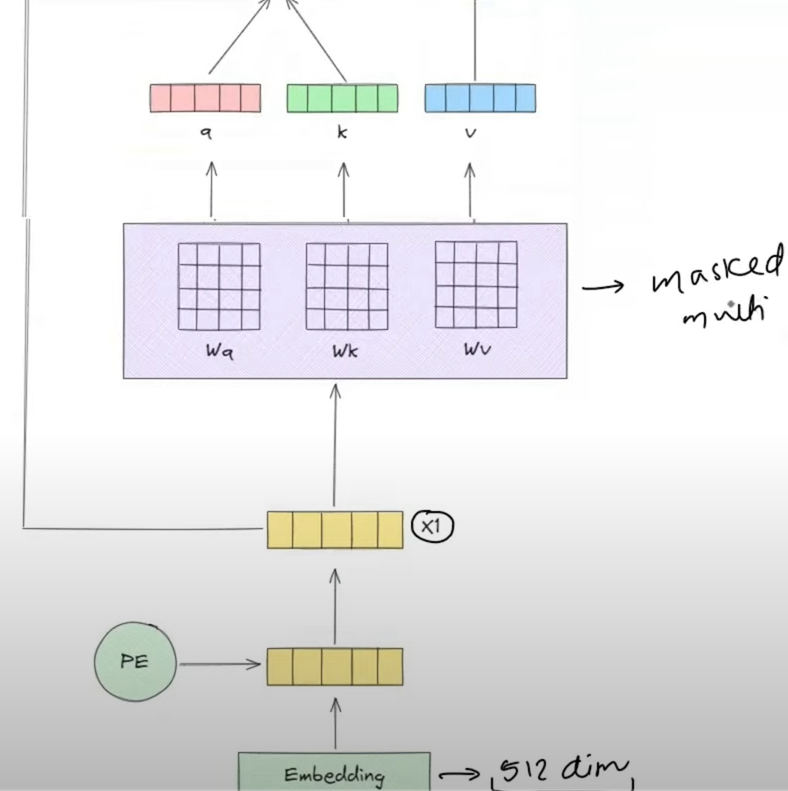 q k v
Wq Wk Wv
masked
multi
X1
PE
Embedding
512 dim